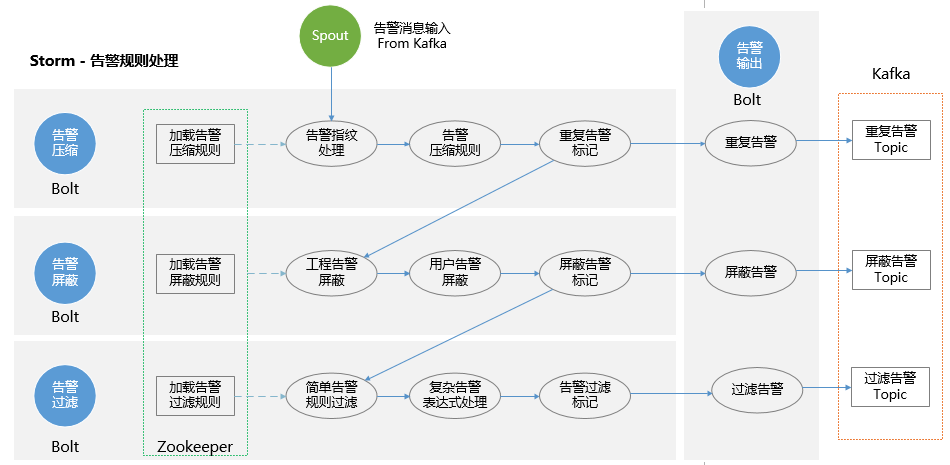 Spout
告警消息输入
From Kafka
Storm - 告警规则处理
告警
输出
Bolt
Kafka
告警
压缩
Bolt
加载告警
压缩规则
告警指纹
处理
告警
压缩规则
重复告警
标记
重复告警
重复告警
Topic
告警
屏蔽
Bolt
加载告警
屏蔽规则
工程告警
屏蔽
用户告警
屏蔽
屏蔽告警
标记
屏蔽告警
屏蔽告警
Topic
告警
过滤
Bolt
加载告警
过滤规则
简单告警
规则过滤
复杂告警
表达式处理
告警过滤
标记
过滤告警
过滤告警
Topic
Zookeeper